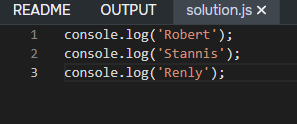 README OUTPUT solution.js ×
1 console.log('Robert');
2 console.log('Stannis');
3 console.log('Renly');